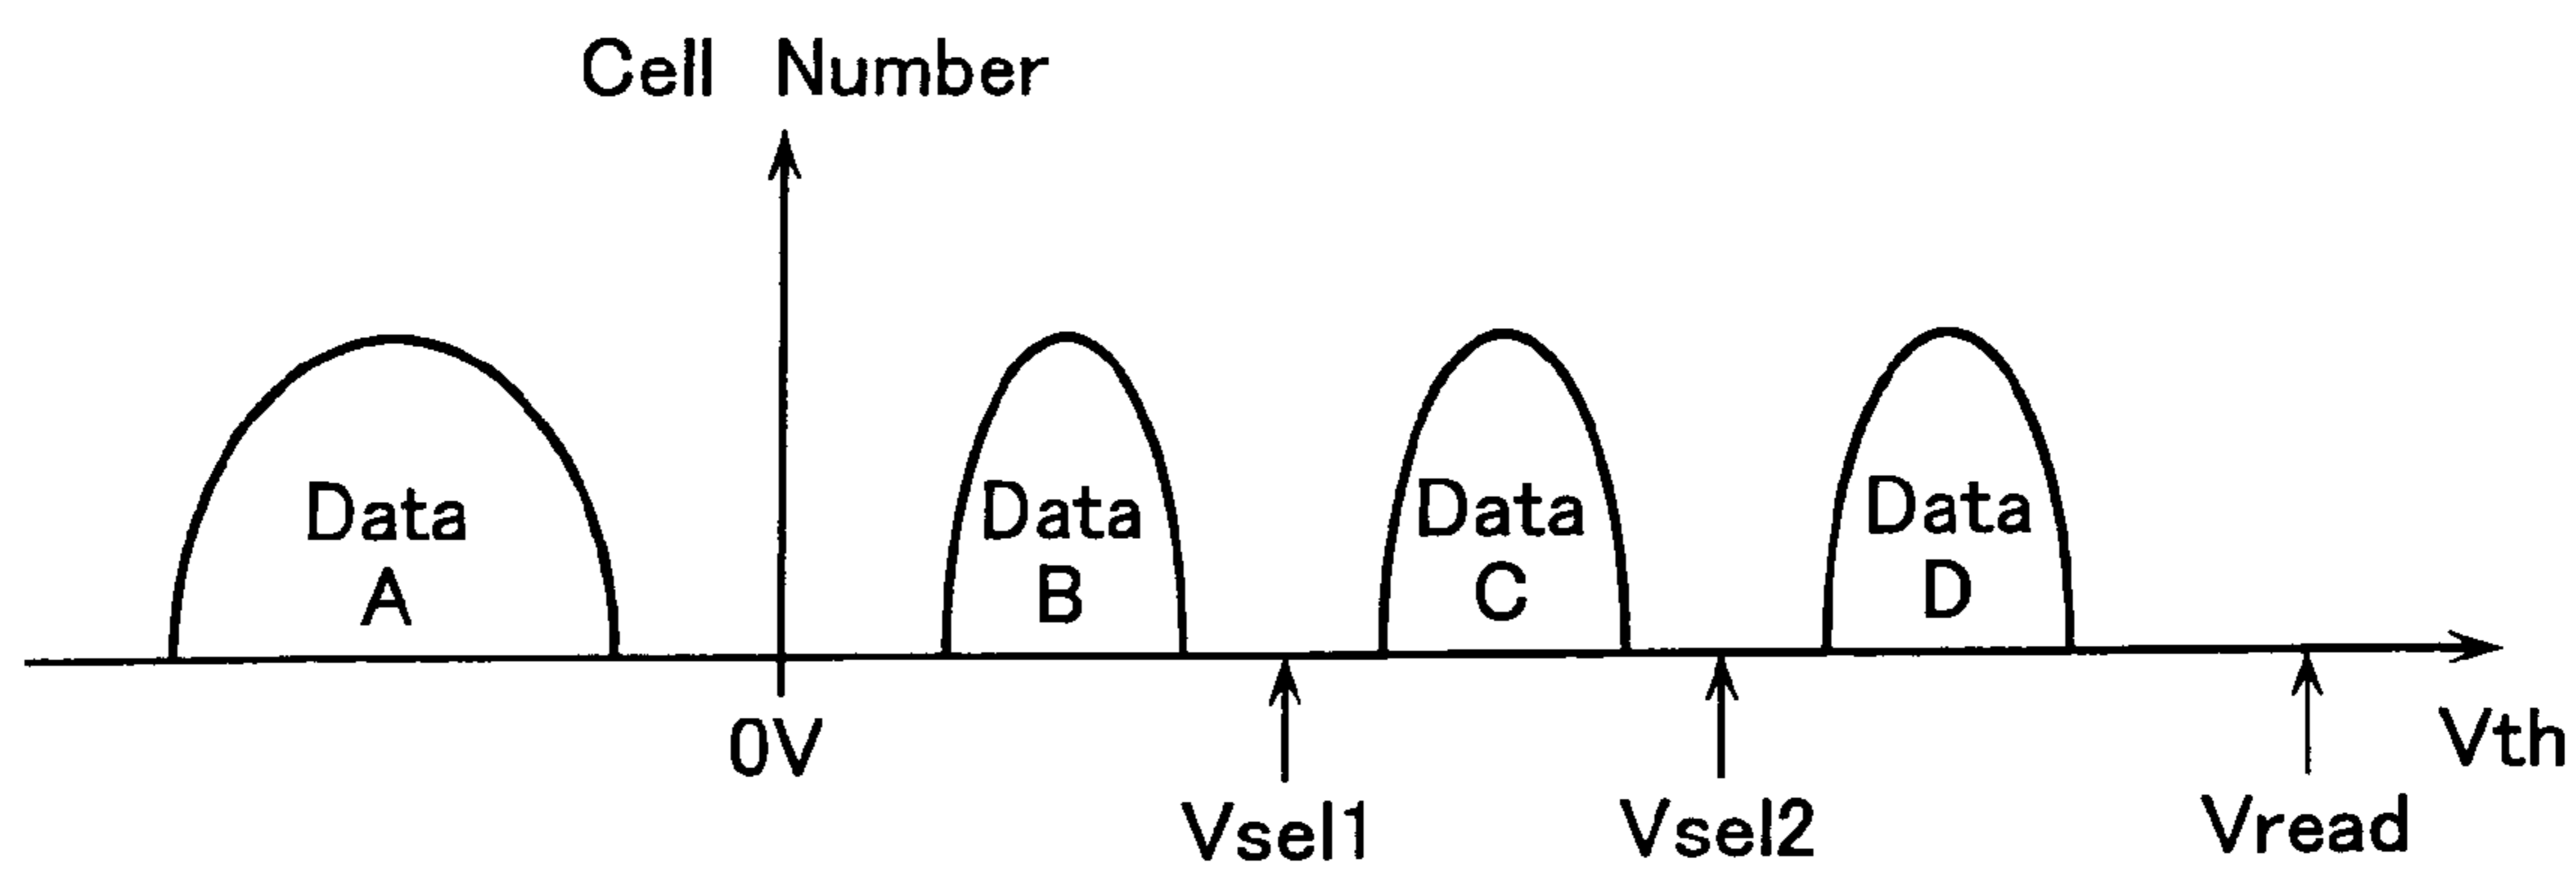 Cell Number
Data
A
Data
B
Data
C
Data
D
0V
Vth
Vsel1
Vsel2
Vread